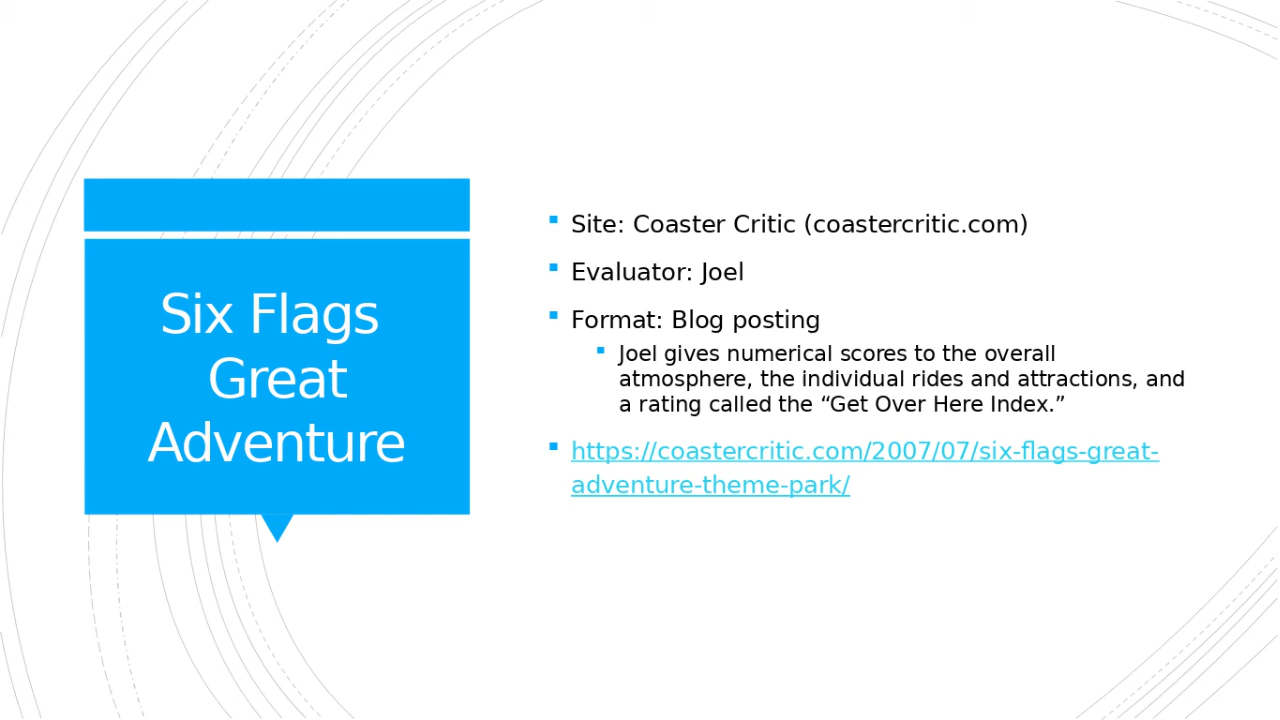 Six Flags
Great
Adventure
Site: Coaster Critic (coastercritic.com)
Evaluator: Joel
Format: Blog posting
Joel gives numerical scores to the overall
atmosphere, the individual rides and attractions, and
a rating called the “Get Over Here Index.”
https://coastercritic.com/2007/07/six-flags-great-
adventure-theme-park/